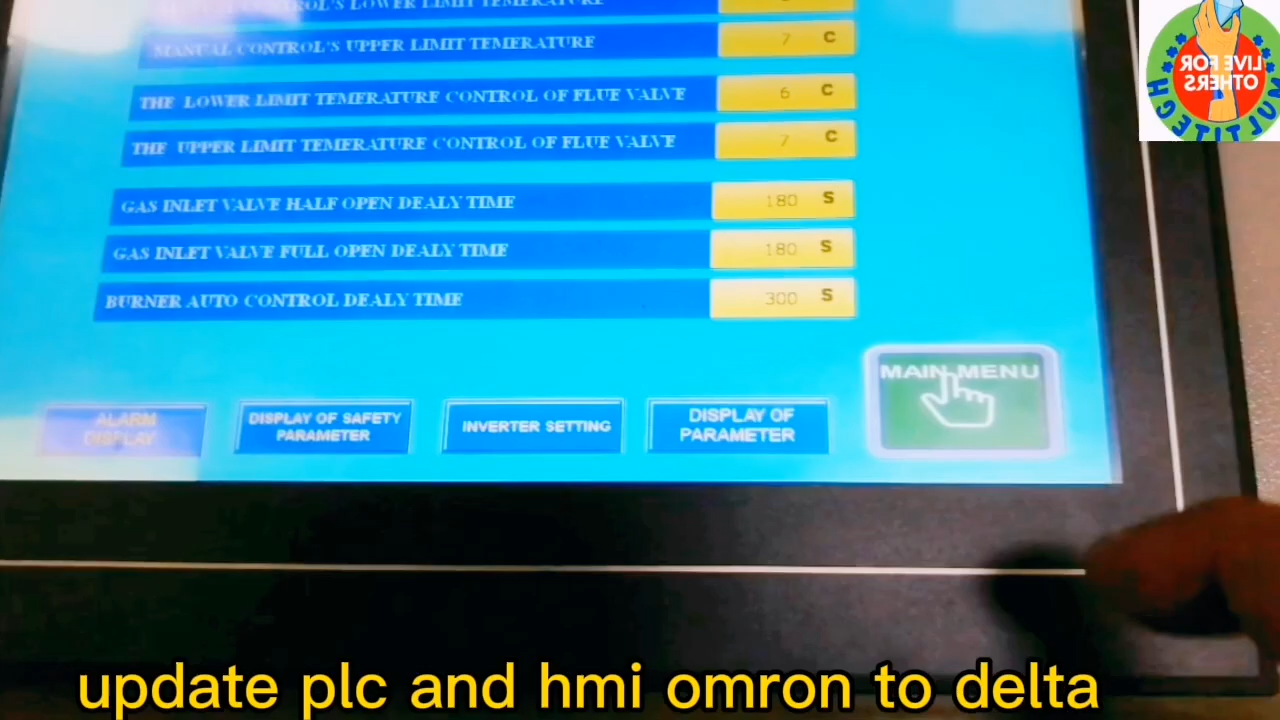 CONTROL'S LOWER LIMIT TEMERATURE
MANUAL CONTROL'S UPPER LIMIT TEMERATURE 7 C
THE LOWER LIMIT TEMERATURE CONTROL OF FLUE VALVE 6 C
THE UPPER LIMIT TEMERATURE CONTROL OF FLUE VALVE 7 C
GAS INLET VALVE HALF OPEN DEALY TIME 180 S
GAS INLET VALVE FULL OPEN DEALY TIME 180 S
BURNER AUTO CONTROL DEALY TIME 300 S
MAIN MENU
ALARM
DISPLAY
DISPLAY OF SAFETY
PARAMETER
INVERTER SETTING
DISPLAY OF
PARAMETER
LIVE FOR
OTHERS
MULTITECH
update plc and hmi omron to delta